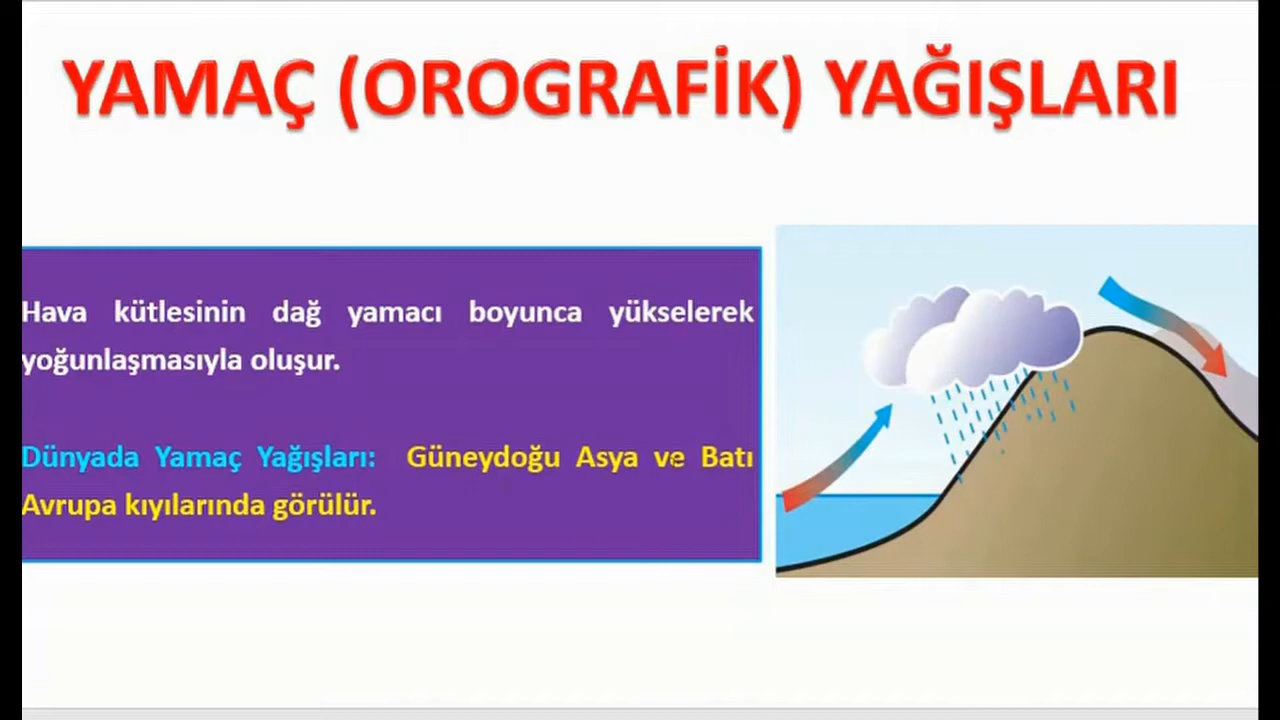 YAMAÇ (OROGRAFİK) YAĞIŞLARI
Hava kütlesinin dağ yamacı boyunca yükselerek
yoğunlaşmasıyla oluşur.
Dünyada Yamaç Yağışları: Güneydoğu Asya ve Batı
Avrupa kıyılarında görülür.